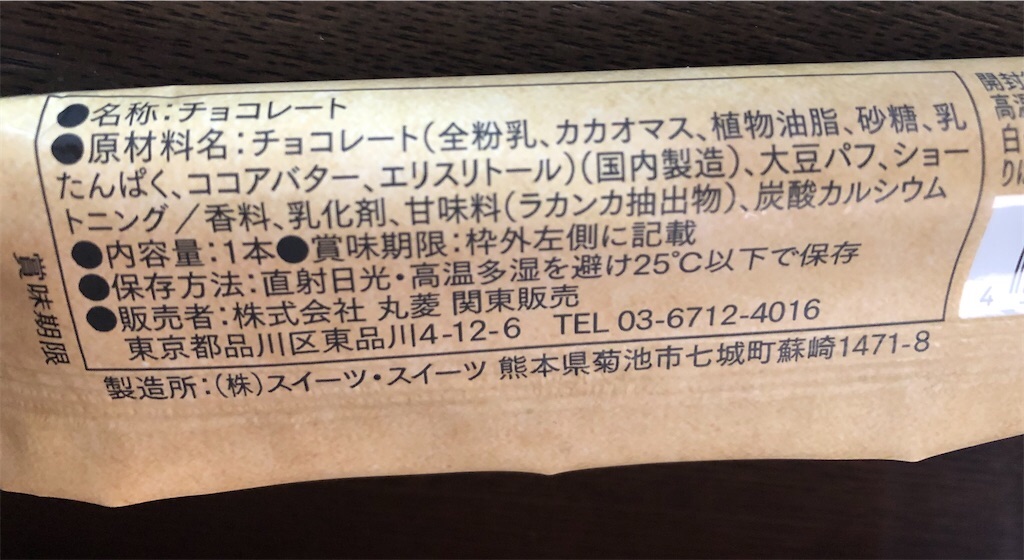 ●名称：チョコレート
●原材料名：チョコレート（全粉乳、カカオマス、植物油脂、砂糖、乳
たんぱく、ココアバター、エリスリトール）（国内製造）、大豆パフ、ショー
トニング／香料、乳化剤、甘味料（ラカンカ抽出物）、炭酸カルシウム
●内容量：1本●賞味期限：枠外左側に記載
●保存方法：直射日光・高温多湿を避け25℃以下で保存
●販売者：株式会社 丸菱 関東販売
東京都品川区東品川4-12-6 TEL 03-6712-4016
製造所：（株）スイーツ・スイーツ 熊本県菊池市七城町蘇崎1471-8
賞味期限
開封
高温
白
り
4